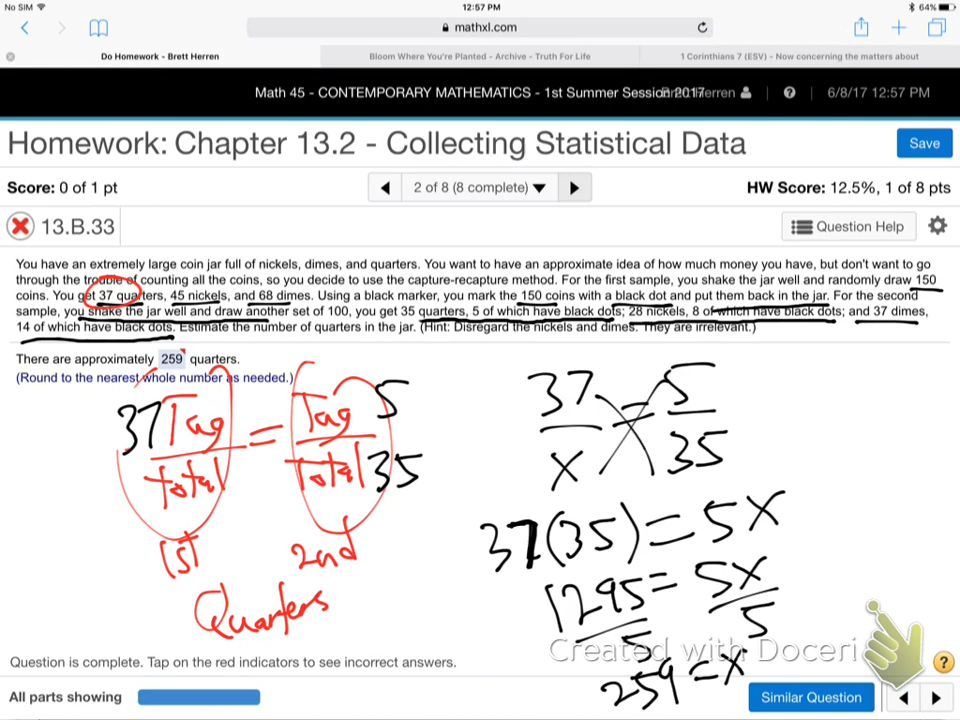 No SIM 12:57 PM 64%
mathxl.com
Do Homework - Brett Herren Bloom Where You're Planted - Archive - Truth For Life 1 Corinthians 7 (ESV) - Now concerning the matters about
Math 45 - CONTEMPORARY MATHEMATICS - 1st Summer Session 2017 Herren 6/8/17 12:57 PM
Homework: Chapter 13.2 - Collecting Statistical Data Save
Score: 0 of 1 pt 2 of 8 (8 complete) HW Score: 12.5%, 1 of 8 pts
13.B.33 Question Help
You have an extremely large coin jar full of nickels, dimes, and quarters. You want to have an approximate idea of how much money you have, but don't want to go
through the trouble of counting all the coins, so you decide to use the capture-recapture method. For the first sample, you shake the jar well and randomly draw 150
coins. You get 37 quarters, 45 nickels, and 68 dimes. Using a black marker, you mark the 150 coins with a black dot and put them back in the jar. For the second
sample, you shake the jar well and draw another set of 100, you get 35 quarters, 5 of which have black dots; 28 nickels, 8 of which have black dots; and 37 dimes,
14 of which have black dots. Estimate the number of quarters in the jar. (Hint: Disregard the nickels and dimes. They are irrelevant.)
There are approximately 259 quarters.
(Round to the nearest whole number as needed.)
37 Tag = Tag 5
total total 35
1st 2nd
Quarters
37 = 5
x 35
37(35) = 5x
1295 = 5x
5 5
259 = x
Created with Doceri
Question is complete. Tap on the red indicators to see incorrect answers. ?
All parts showing Similar Question